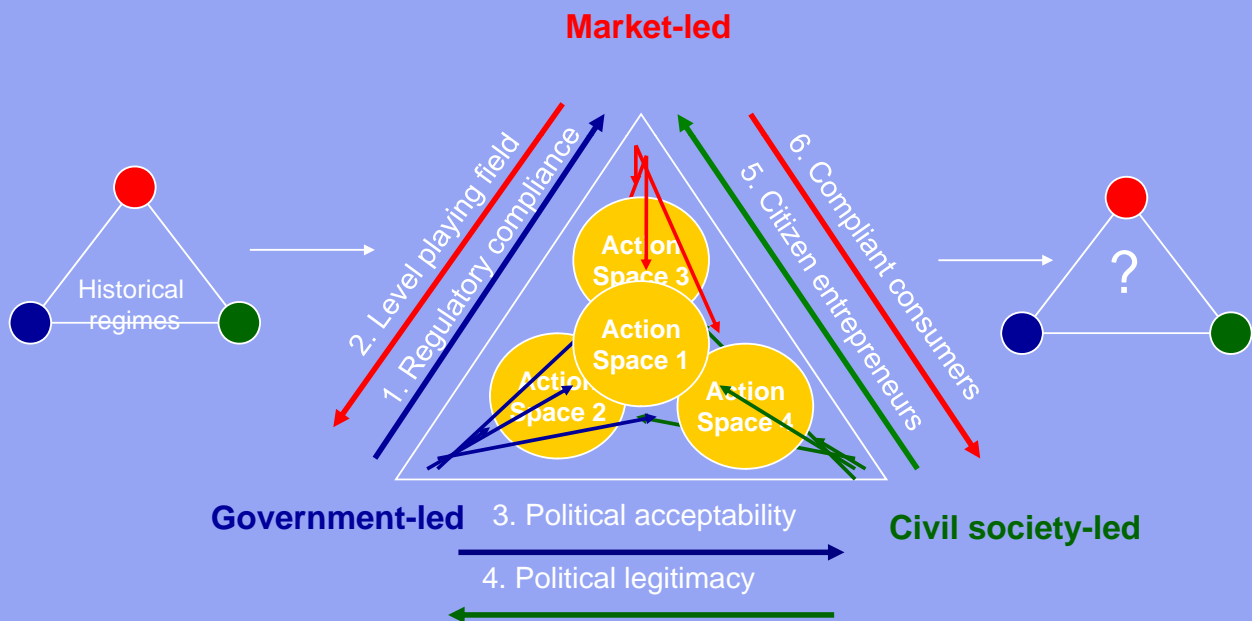 Market-led
2. Level playing field
1. Regulatory compliance
6. Compliant consumers
5. Citizen entrepreneurs
Historical
regimes
Action
Space 3
Action
Space 1
Action
Space 2
Action
Space 4
?
Government-led
3. Political acceptability
Civil society-led
4. Political legitimacy